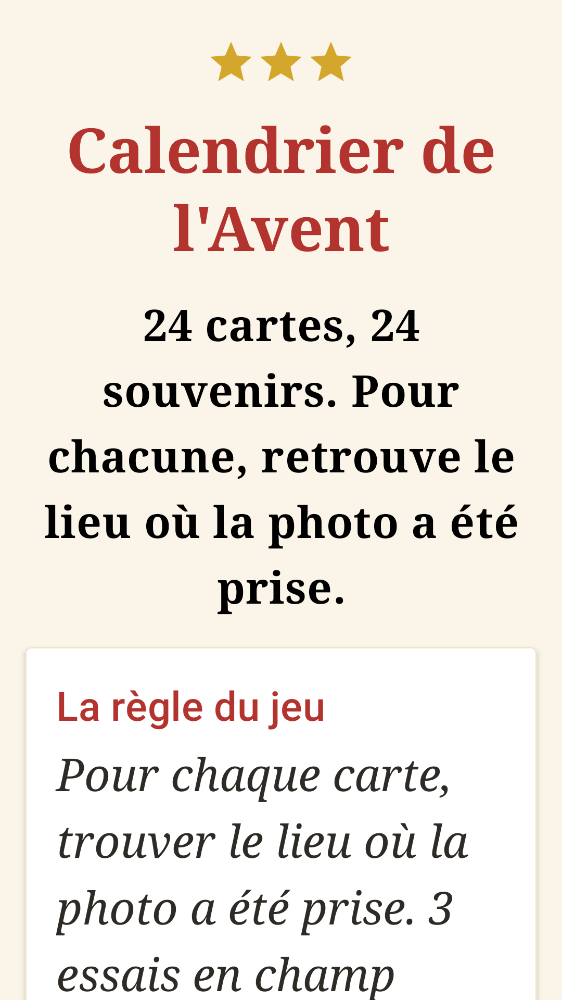 Calendrier de
l'Avent
24 cartes, 24
souvenirs. Pour
chacune, retrouve le
lieu où la photo a été
prise.
La règle du jeu
Pour chaque carte,
trouver le lieu où la
photo a été prise. 3
essais en champ